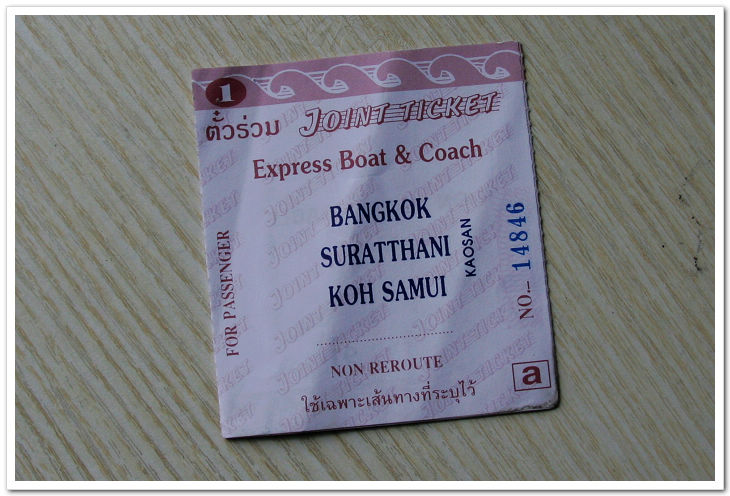 1
ตั๋วร่วม JOINT TICKET
Express Boat & Coach
BANGKOK
SURATTHANI
KOH SAMUI
KAOSAN
FOR PASSENGER
NO. 14846
NON REROUTE
ใช้เฉพาะเส้นทางที่ระบุไว้
a